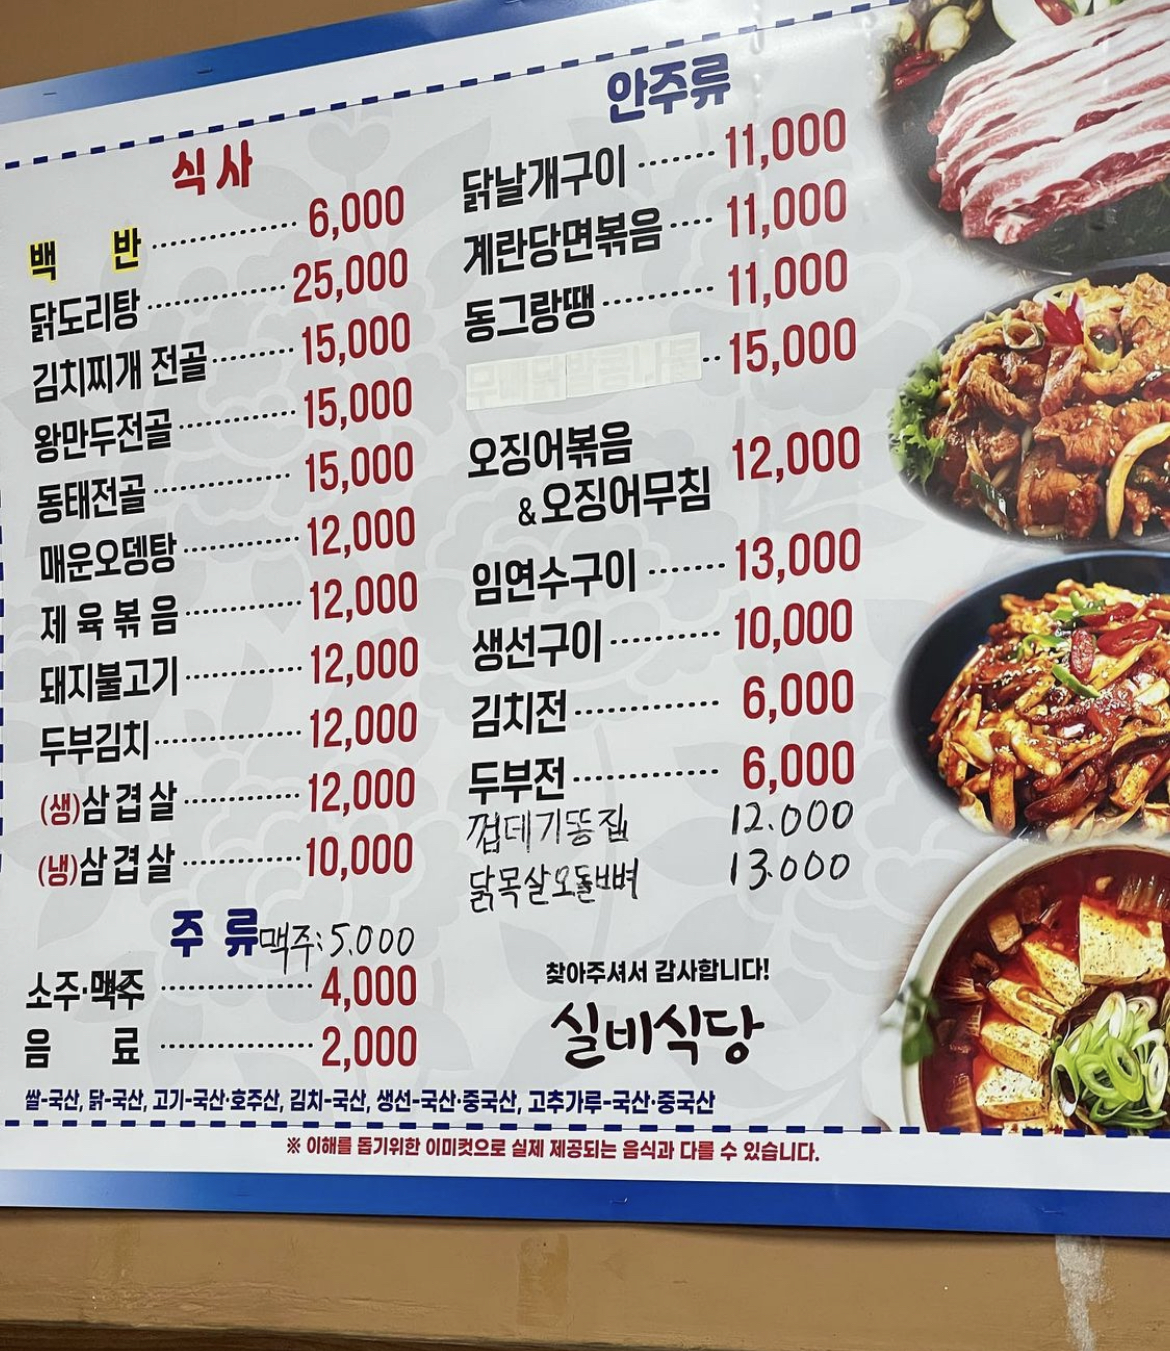 식사
백 반 6,000
닭도리탕 25,000
김치찌개 전골 15,000
왕만두전골 15,000
동태전골 15,000
매운오뎅탕 12,000
제육볶음 12,000
돼지불고기 12,000
두부김치 12,000
(생)삼겹살 12,000
(냉)삼겹살 10,000
주 류 맥주: 5.000
소주·맥주 4,000
음 료 2,000
안주류
닭날개구이 11,000
계란당면볶음 11,000
동그랑땡 11,000
15,000
오징어볶음
&오징어무침 12,000
임연수구이 13,000
생선구이 10,000
김치전 6,000
두부전 6,000
껍데기똥집 12.000
닭목살오돌뼈 13.000
찾아주셔서 감사합니다!
실비식당
쌀-국산, 닭-국산, 고기-국산·호주산, 김치-국산, 생선-국산·중국산, 고추가루-국산·중국산
※ 이해를 돕기위한 이미컷으로 실제 제공되는 음식과 다를 수 있습니다.